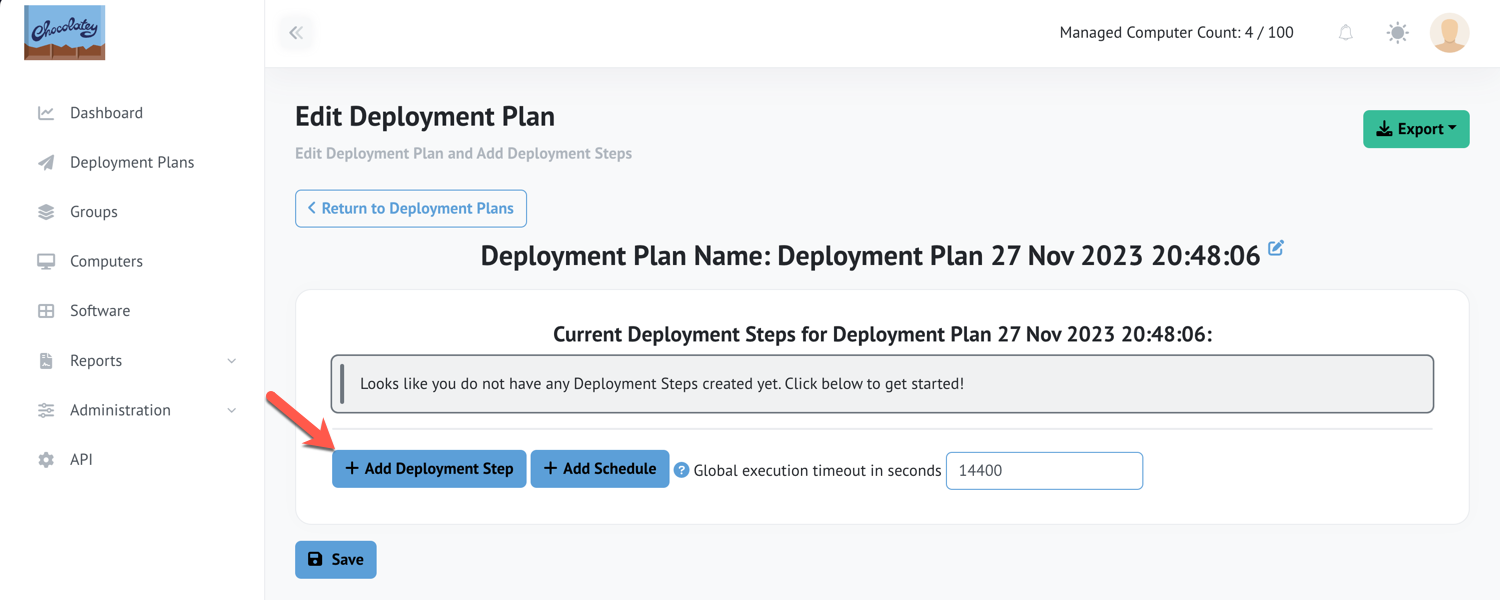 Chocolatey
Managed Computer Count: 4 / 100
Dashboard
Deployment Plans
Groups
Computers
Software
Reports
Administration
API
Edit Deployment Plan
Export
Edit Deployment Plan and Add Deployment Steps
Return to Deployment Plans
Deployment Plan Name: Deployment Plan 27 Nov 2023 20:48:06
Current Deployment Steps for Deployment Plan 27 Nov 2023 20:48:06:
Looks like you do not have any Deployment Steps created yet. Click below to get started!
+ Add Deployment Step + Add Schedule ? Global execution timeout in seconds 14400
Save